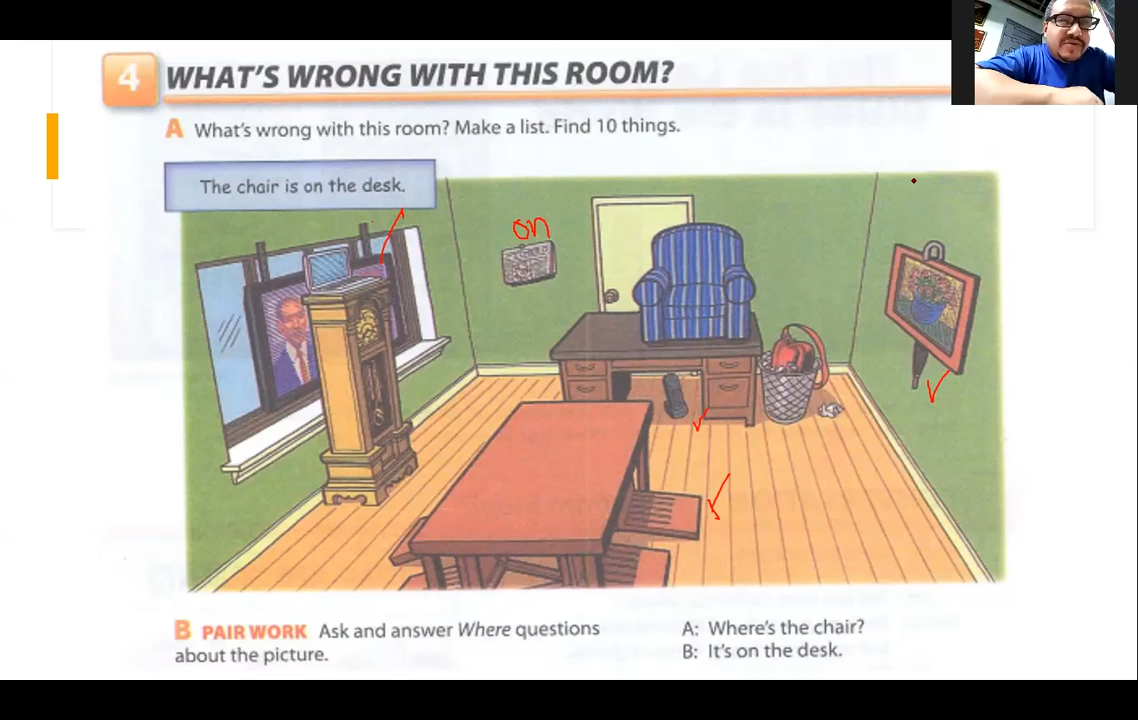 4 WHAT'S WRONG WITH THIS ROOM?
A What's wrong with this room? Make a list. Find 10 things.
The chair is on the desk.
on
B PAIR WORK Ask and answer Where questions
about the picture.
A: Where's the chair?
B: It's on the desk.